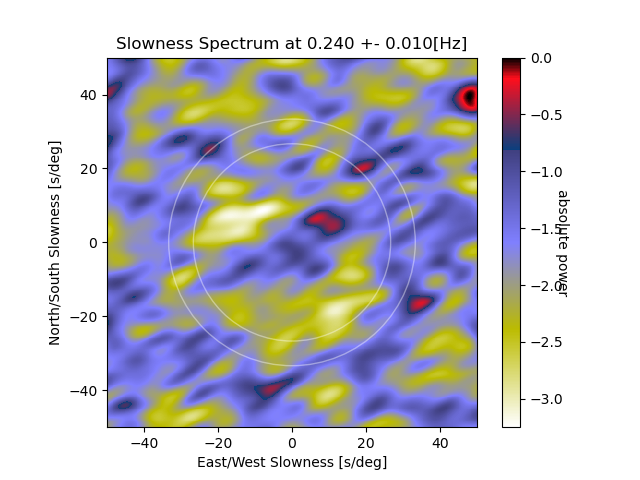 Slowness Spectrum at 0.240 +- 0.010[Hz]
40
20
0
−20
−40
North/South Slowness [s/deg]
−40 −20 0 20 40
East/West Slowness [s/deg]
0.0
−0.5
−1.0
−1.5
−2.0
−2.5
−3.0
absolute power